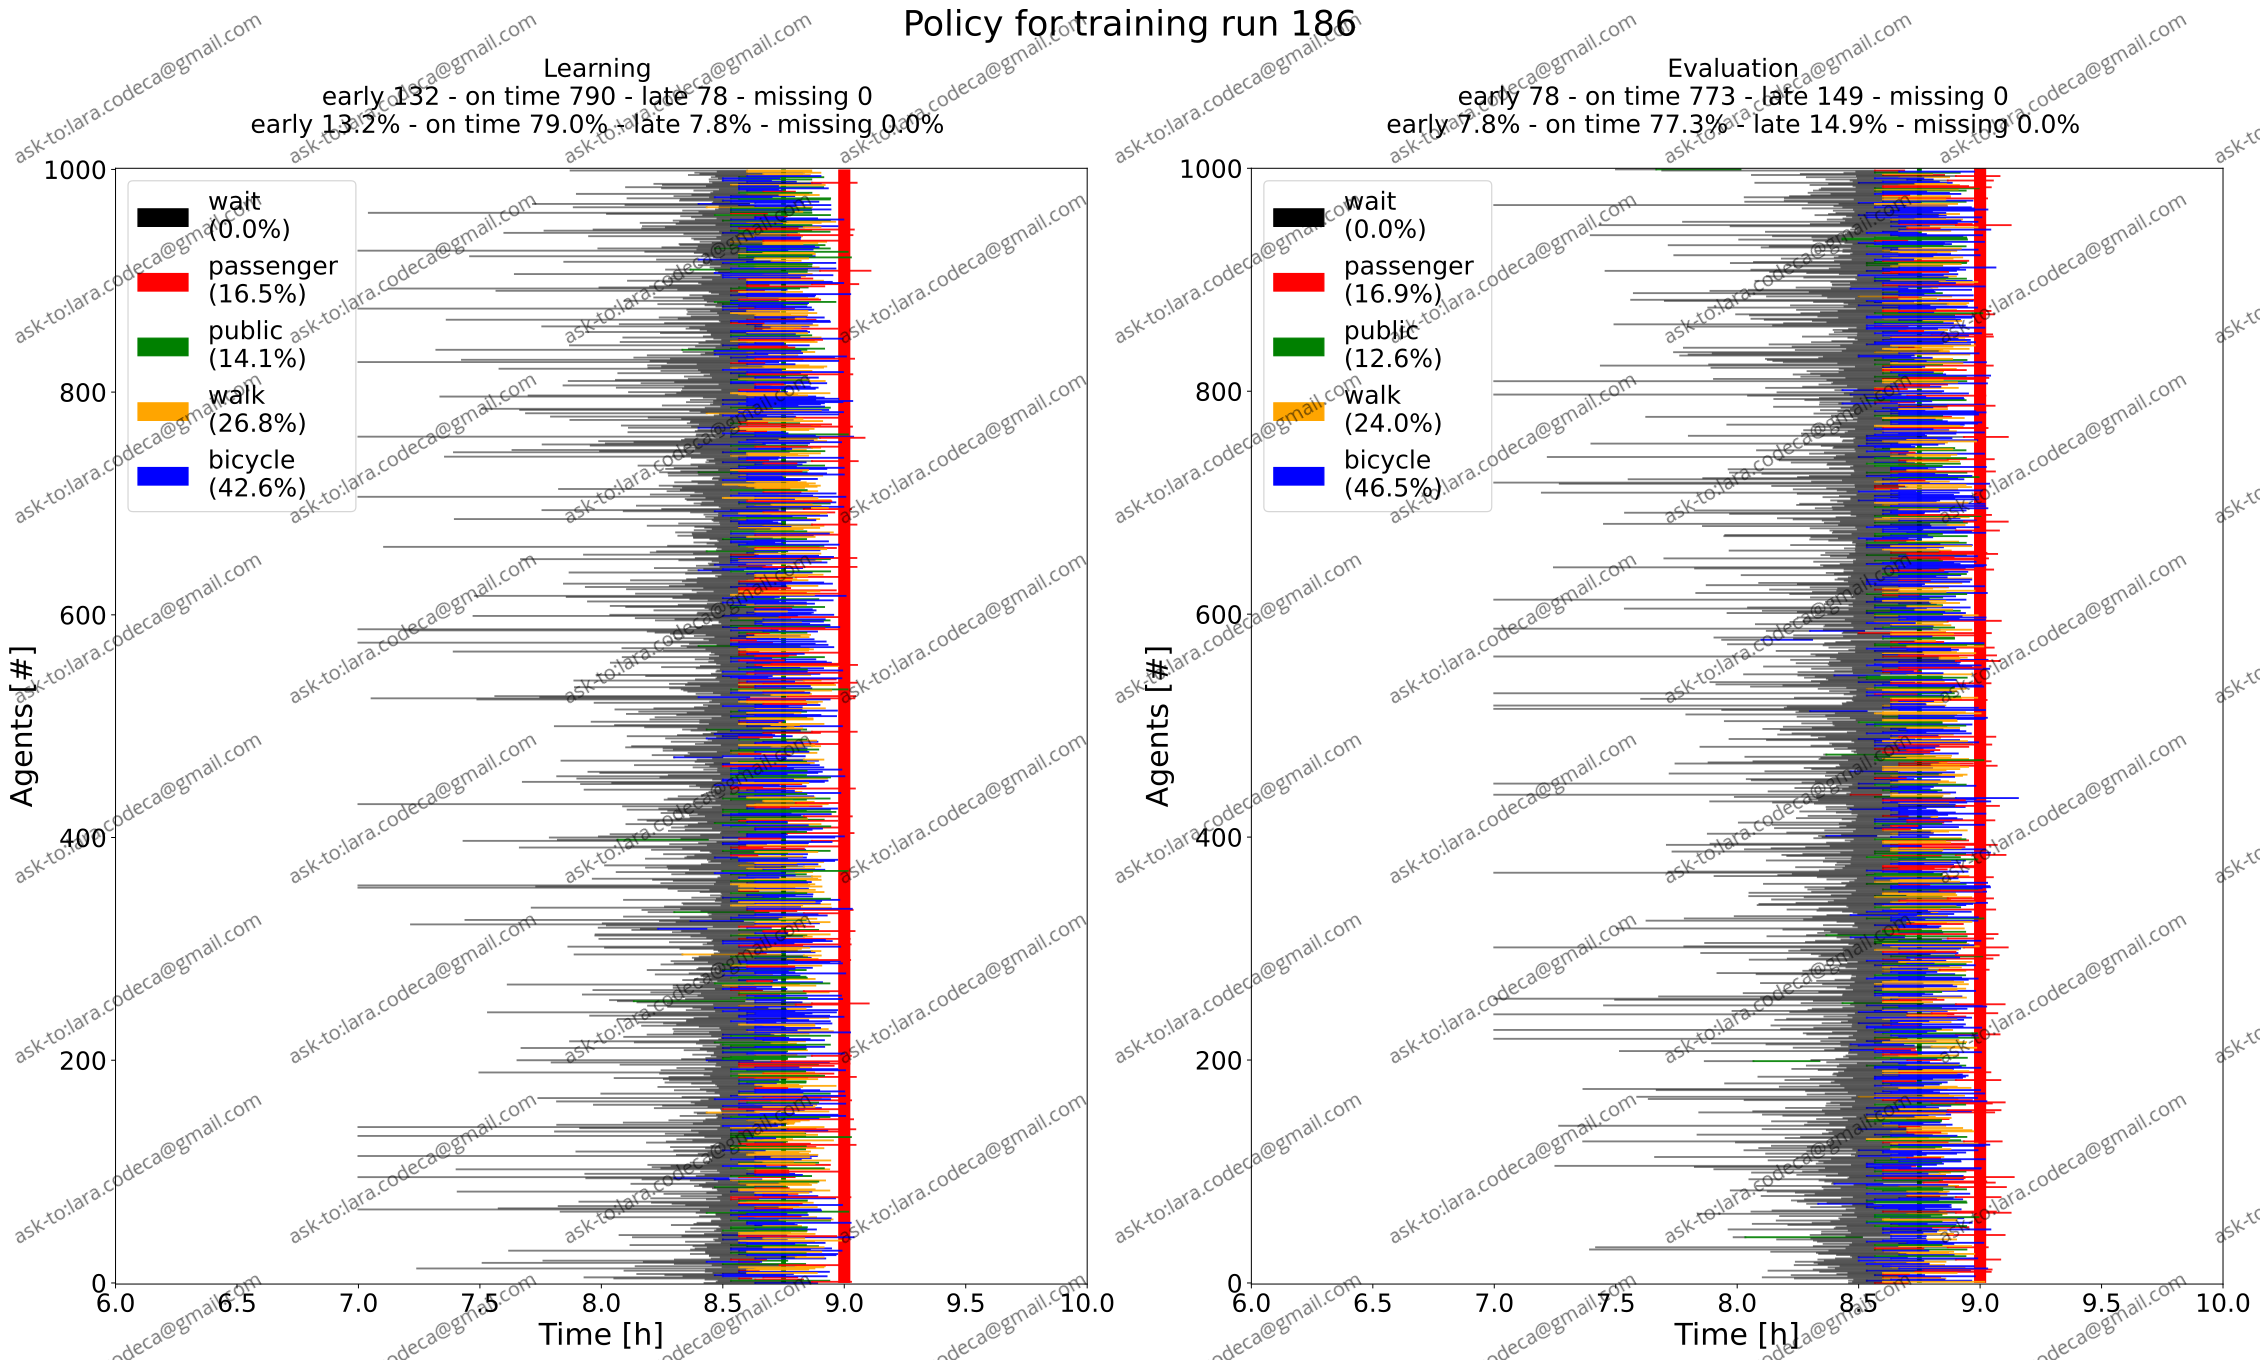 Policy for training run 186
Learning
early 132 - on time 790 - late 78 - missing 0
early 13.2% - on time 79.0% - late 7.8% - missing 0.0%
1000
800
600
400
200
0
Agents [#]
wait
(0.0%)
passenger
(16.5%)
public
(14.1%)
walk
(26.8%)
bicycle
(42.6%)
6.0 6.5 7.0 7.5 8.0 8.5 9.0 9.5 10.0
Time [h]
Evaluation
early 78 - on time 773 - late 149 - missing 0
early 7.8% - on time 77.3% - late 14.9% - missing 0.0%
1000
800
600
400
200
0
Agents [#]
wait
(0.0%)
passenger
(16.9%)
public
(12.6%)
walk
(24.0%)
bicycle
(46.5%)
6.0 6.5 7.0 7.5 8.0 8.5 9.0 9.5 10.0
Time [h]
ask-to:lara.codeca@gmail.com